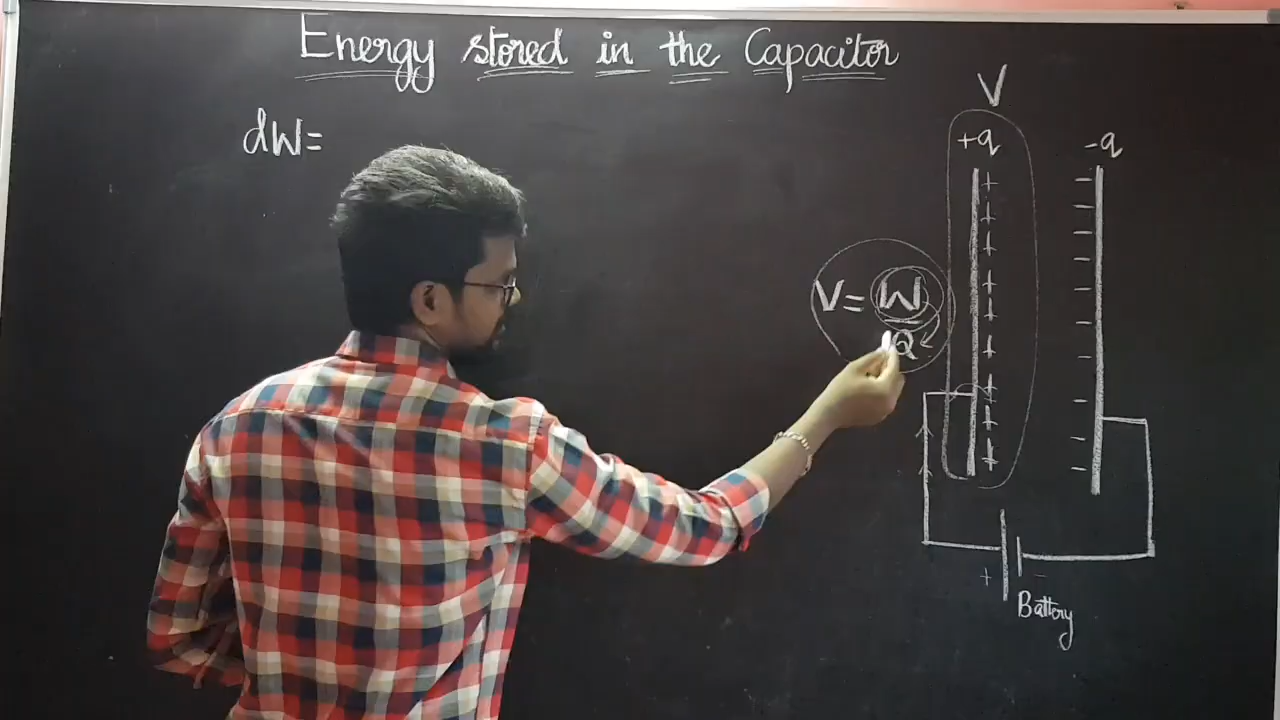 Energy stored in the Capacitor
dW=
V
+q
-q
V= W
Q
+ -
Battery